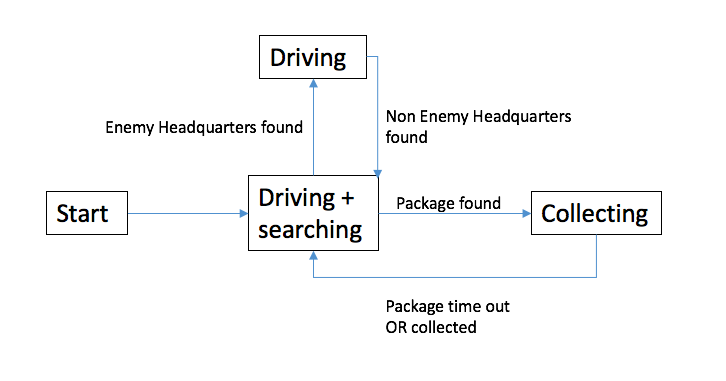 Driving
Enemy Headquarters found
Non Enemy Headquarters
found
Start
Driving +
searching
Package found
Collecting
Package time out
OR collected